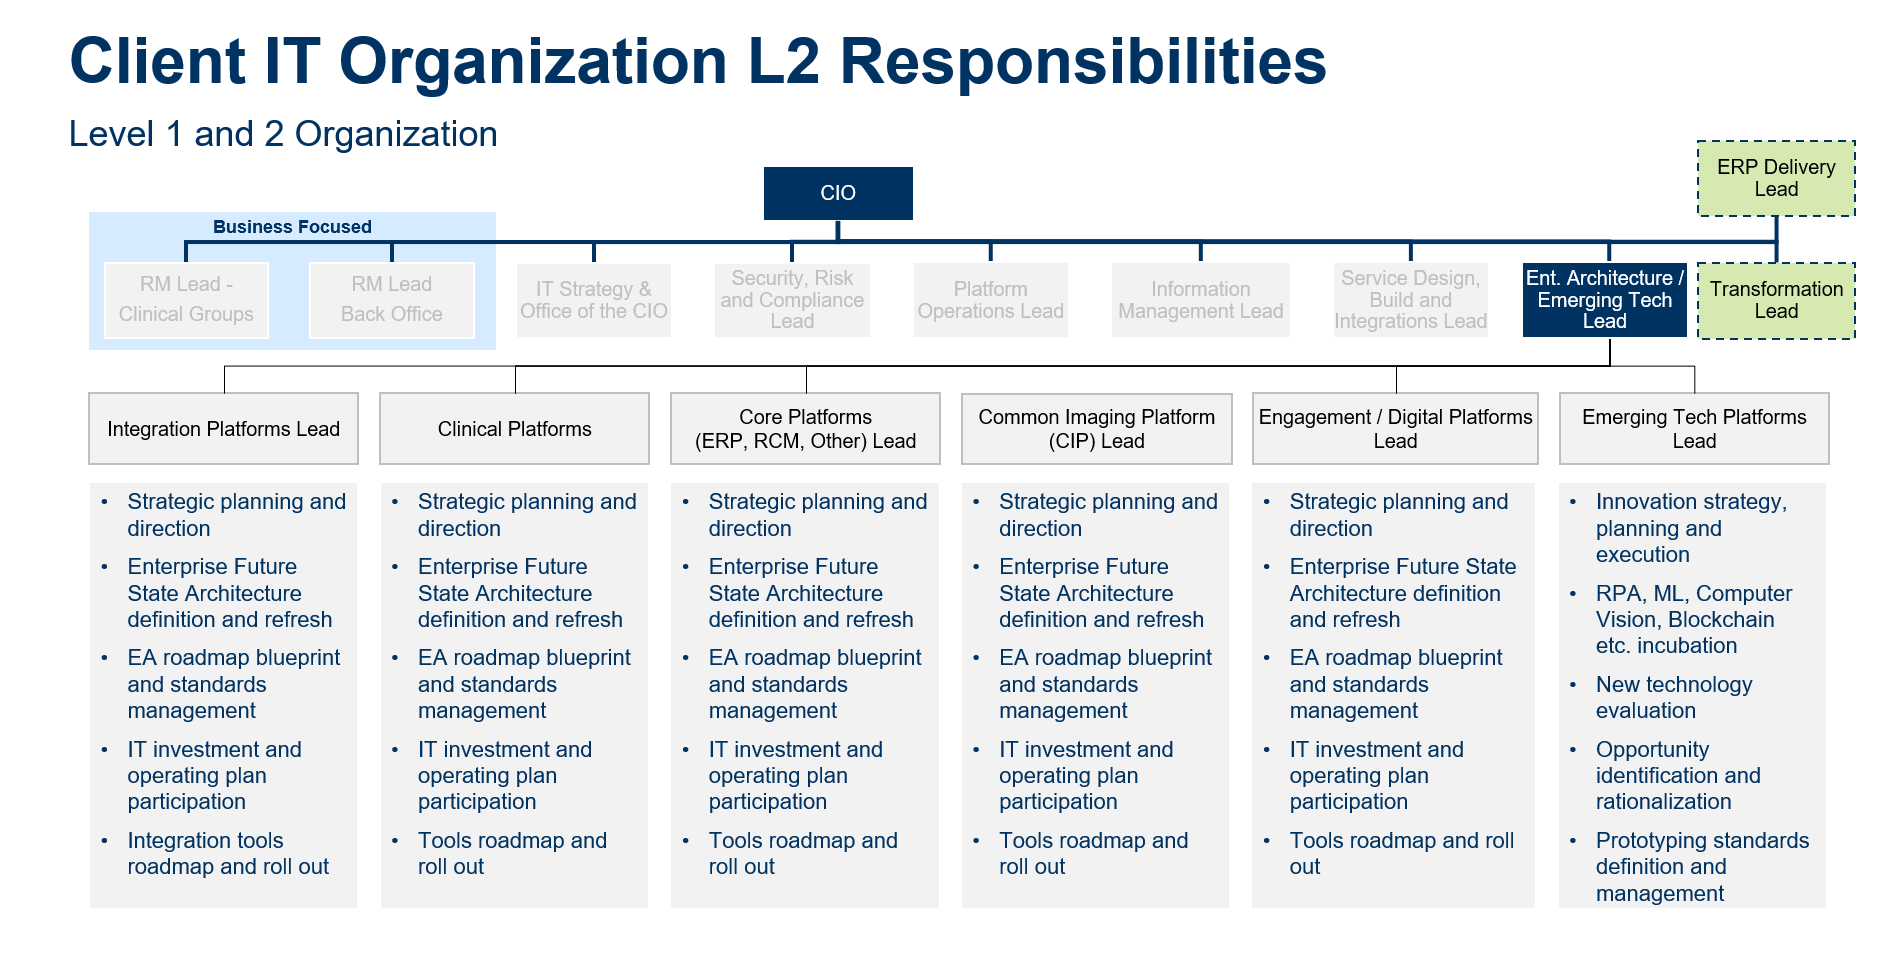 Client IT Organization L2 Responsibilities
Level 1 and 2 Organization
CIO
ERP Delivery
Lead
Business Focused
RM Lead -
Clinical Groups
RM Lead
Back Office
IT Strategy &
Office of the CIO
Security, Risk
and Compliance
Lead
Platform
Operations Lead
Information
Management Lead
Service Design,
Build and
Integrations Lead
Ent. Architecture /
Emerging Tech
Lead
Transformation
Lead
Integration Platforms Lead
Clinical Platforms
Core Platforms
(ERP, RCM, Other) Lead
Common Imaging Platform
(CIP) Lead
Engagement / Digital Platforms
Lead
Emerging Tech Platforms
Lead
• Strategic planning and
direction
• Enterprise Future
State Architecture
definition and refresh
• EA roadmap blueprint
and standards
management
• IT investment and
operating plan
participation
• Integration tools
roadmap and roll out
• Strategic planning and
direction
• Enterprise Future
State Architecture
definition and refresh
• EA roadmap blueprint
and standards
management
• IT investment and
operating plan
participation
• Tools roadmap and
roll out
• Strategic planning and
direction
• Enterprise Future
State Architecture
definition and refresh
• EA roadmap blueprint
and standards
management
• IT investment and
operating plan
participation
• Tools roadmap and
roll out
• Strategic planning and
direction
• Enterprise Future
State Architecture
definition and refresh
• EA roadmap blueprint
and standards
management
• IT investment and
operating plan
participation
• Tools roadmap and
roll out
• Strategic planning and
direction
• Enterprise Future State
Architecture definition
and refresh
• EA roadmap blueprint
and standards
management
• IT investment and
operating plan
participation
• Tools roadmap and roll
out
• Innovation strategy,
planning and
execution
• RPA, ML, Computer
Vision, Blockchain
etc. incubation
• New technology
evaluation
• Opportunity
identification and
rationalization
• Prototyping standards
definition and
management